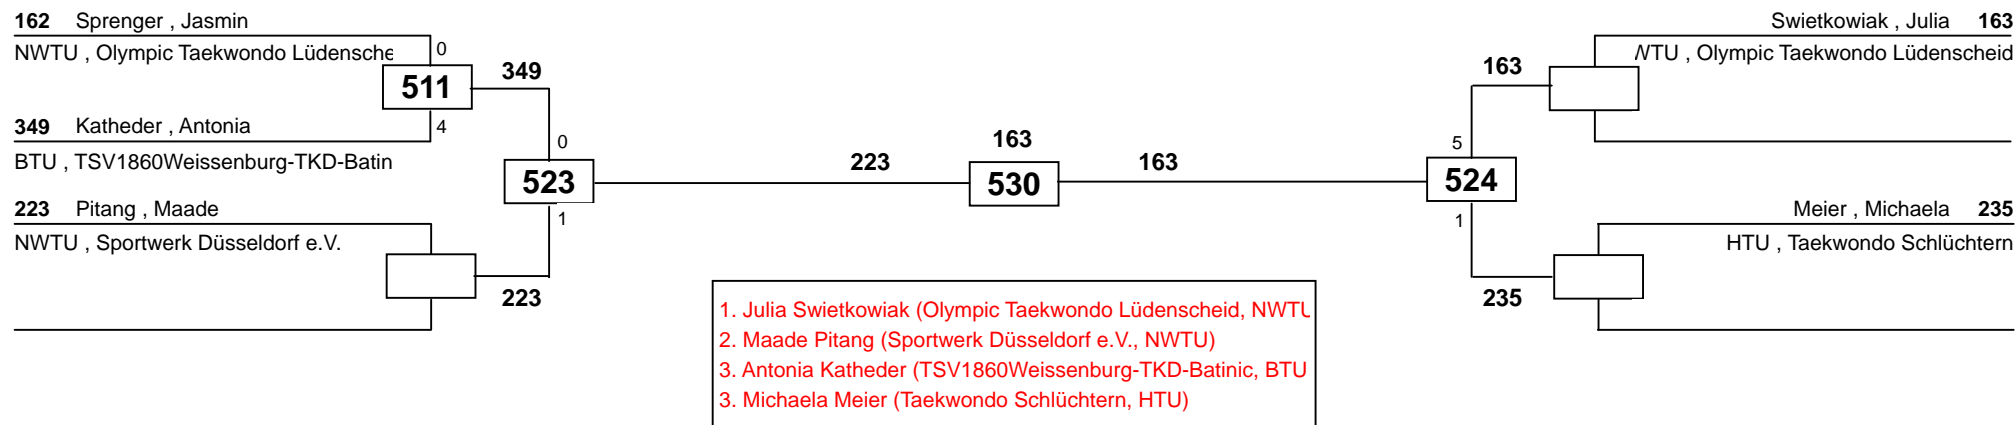 162 Sprenger , Jasmin
NWTU , Olympic Taekwondo Lüdensche
0
511
349
4
349 Katheder , Antonia
BTU , TSV1860Weissenburg-TKD-Batin
0
523
1
223 Pitang , Maade
NWTU , Sportwerk Düsseldorf e.V.
223
223
163
530
163
Swietkowiak , Julia 163
WTU , Olympic Taekwondo Lüdenscheid
163
5
524
1
Meier , Michaela 235
HTU , Taekwondo Schlüchtern
235
1. Julia Swietkowiak (Olympic Taekwondo Lüdenscheid, NWTU
2. Maade Pitang (Sportwerk Düsseldorf e.V., NWTU)
3. Antonia Katheder (TSV1860Weissenburg-TKD-Batinic, BTU
3. Michaela Meier (Taekwondo Schlüchtern, HTU)